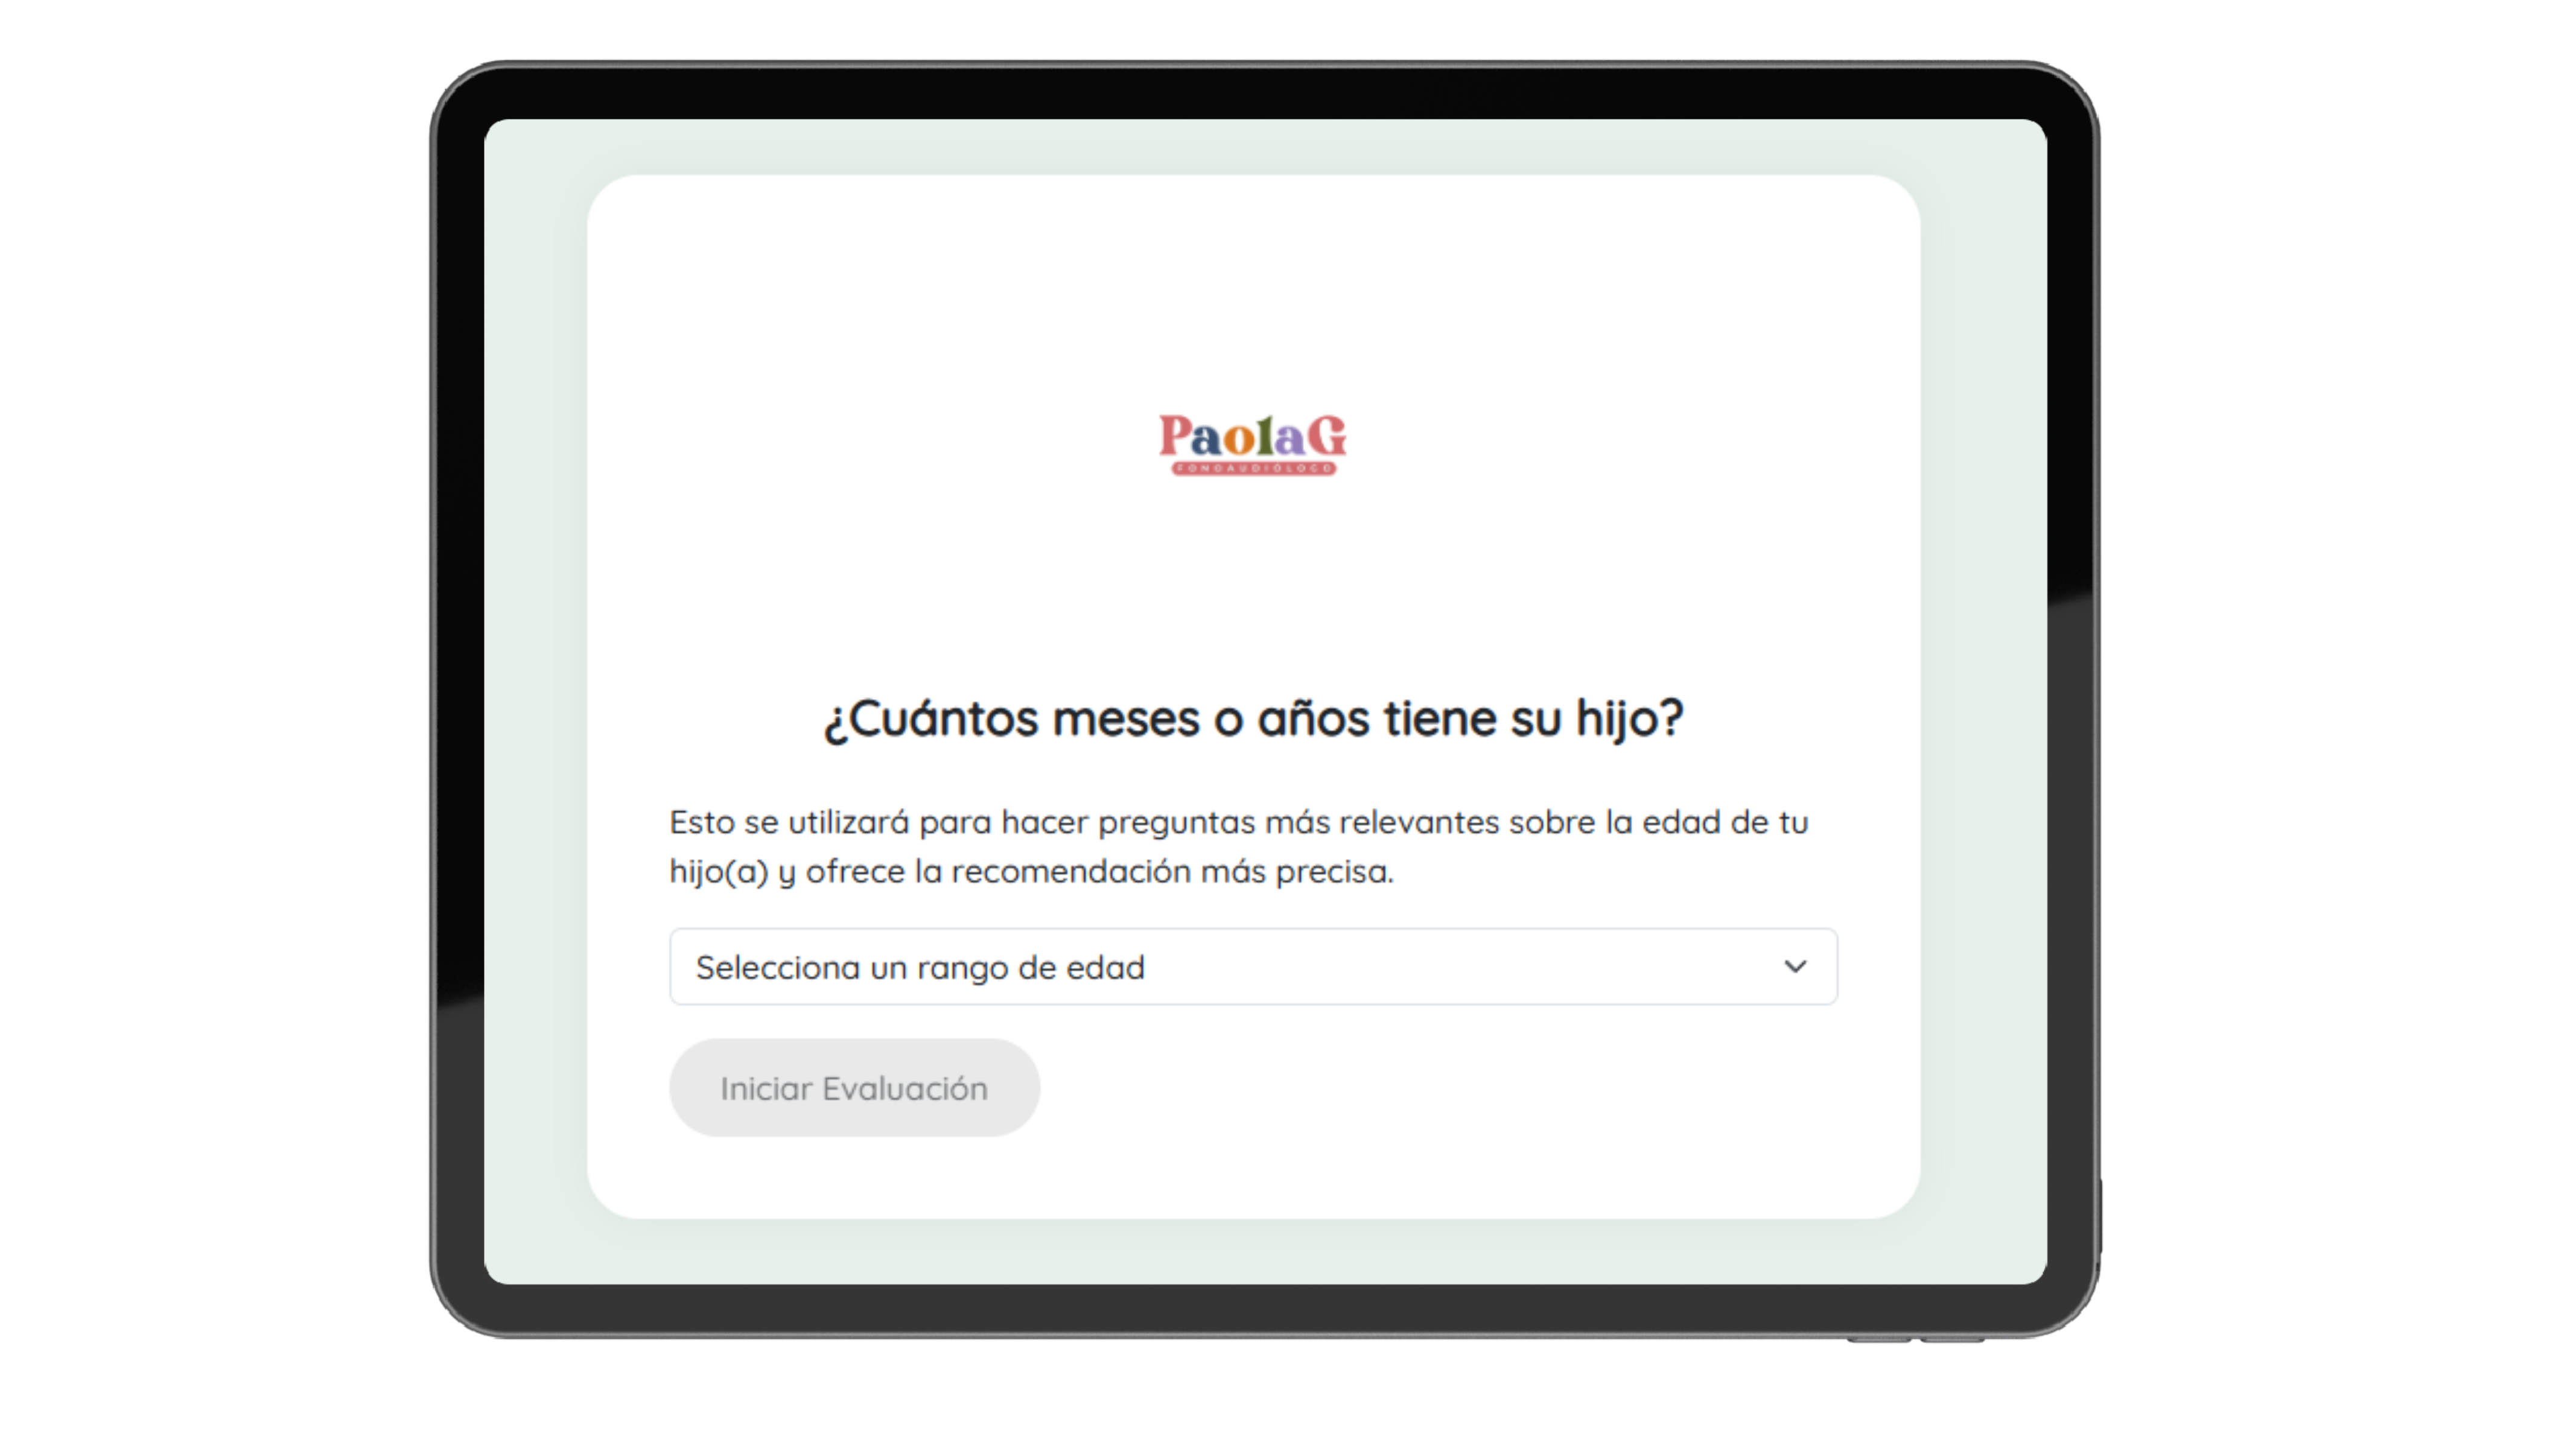 PaolaG
FONOAUDIÓLOGO
¿Cuántos meses o años tiene su hijo?
Esto se utilizará para hacer preguntas más relevantes sobre la edad de tu
hijo(a) y ofrece la recomendación más precisa.
Selecciona un rango de edad
Iniciar Evaluación